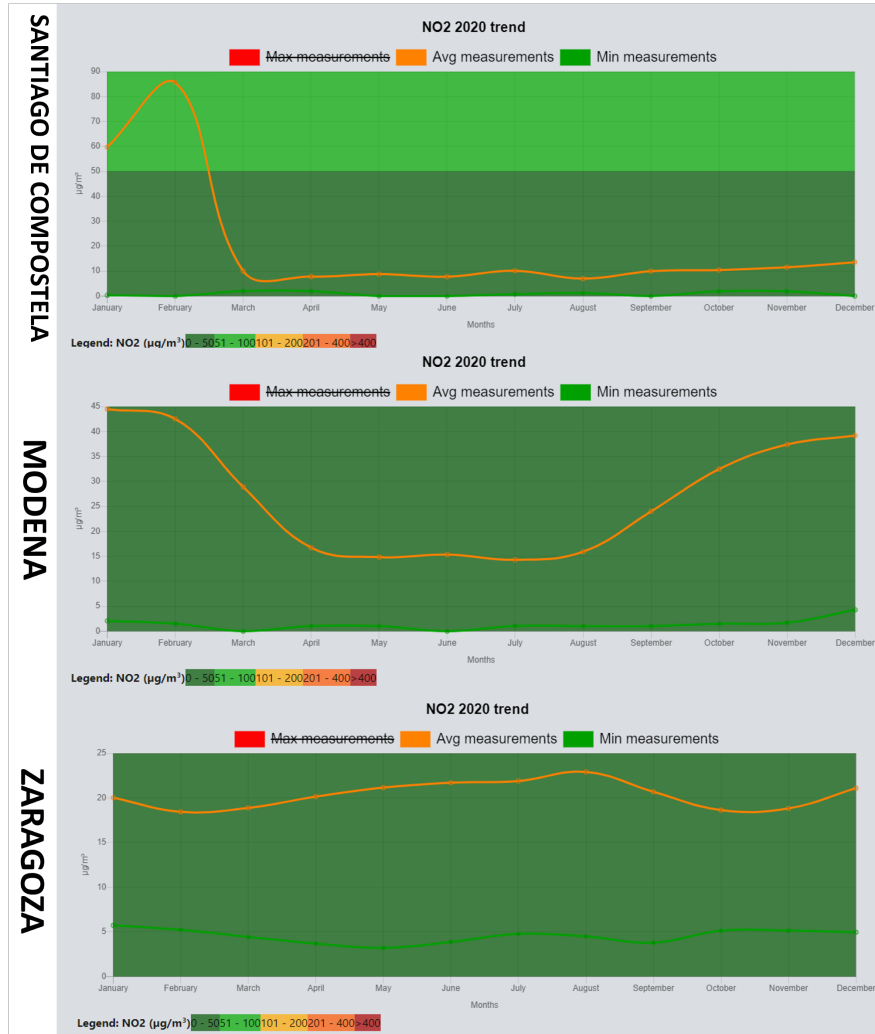 SANTIAGO DE COMPOSTELA
NO2 2020 trend
Max measurements Avg measurements Min measurements
90
80
70
60
50
40
30
20
10
0
µg/m³
January February March April May June July August September October November December
Months
Legend: NO2 (µg/m³) 0 - 50 51 - 100 101 - 200 201 - 400 >400
MODENA
NO2 2020 trend
Max measurements Avg measurements Min measurements
45
40
35
30
25
20
15
10
5
0
µg/m³
January February March April May June July August September October November December
Months
Legend: NO2 (µg/m³) 0 - 50 51 - 100 101 - 200 201 - 400 >400
ZARAGOZA
NO2 2020 trend
Max measurements Avg measurements Min measurements
25
20
15
10
5
0
µg/m³
January February March April May June July August September October November December
Months
Legend: NO2 (µg/m³) 0 - 50 51 - 100 101 - 200 201 - 400 >400